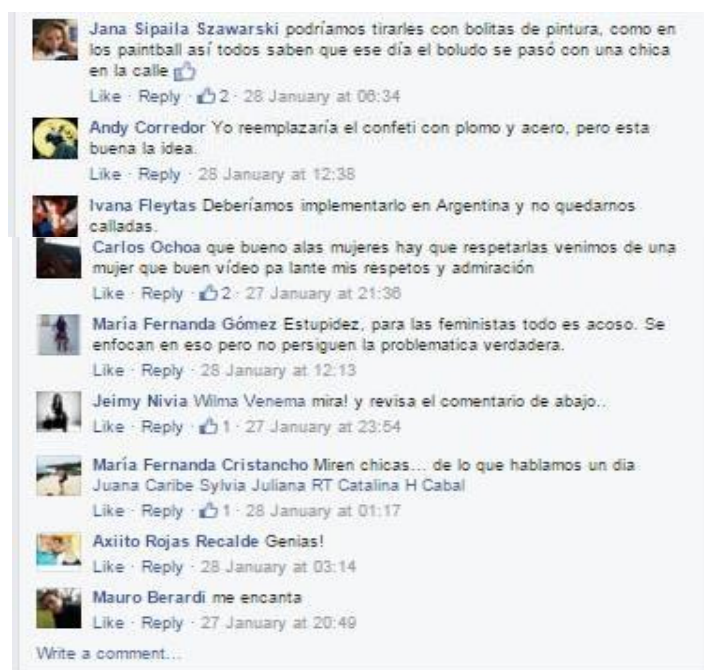 Jana Sipaila Szawarski podríamos tirarles con bolitas de pintura, como en
los paintball así todos saben que ese día el boludo se pasó con una chica
en la calle
Like · Reply · 2 · 28 January at 06:34
Andy Corredor Yo reemplazaría el confeti con plomo y acero, pero esta
buena la idea.
Like · Reply · 28 January at 12:38
Ivana Fleytas Deberíamos implementarlo en Argentina y no quedarnos
calladas.
Carlos Ochoa que bueno alas mujeres hay que respetarlas venimos de una
mujer que buen vídeo pa lante mis respetos y admiración
Like · Reply · 2 · 27 January at 21:36
María Fernanda Gómez Estupidez, para las feministas todo es acoso. Se
enfocan en eso pero no persiguen la problematica verdadera.
Like · Reply · 28 January at 12:13
Jeimy Nivia Wilma Venema mira! y revisa el comentario de abajo..
Like · Reply · 1 · 27 January at 23:54
María Fernanda Cristancho Miren chicas... de lo que hablamos un dia
Juana Caribe Sylvia Juliana RT Catalina H Cabal
Like · Reply · 1 · 28 January at 01:17
Axiito Rojas Recalde Genias!
Like · Reply · 28 January at 03:14
Mauro Berardi me encanta
Like · Reply · 27 January at 20:49
Write a comment...